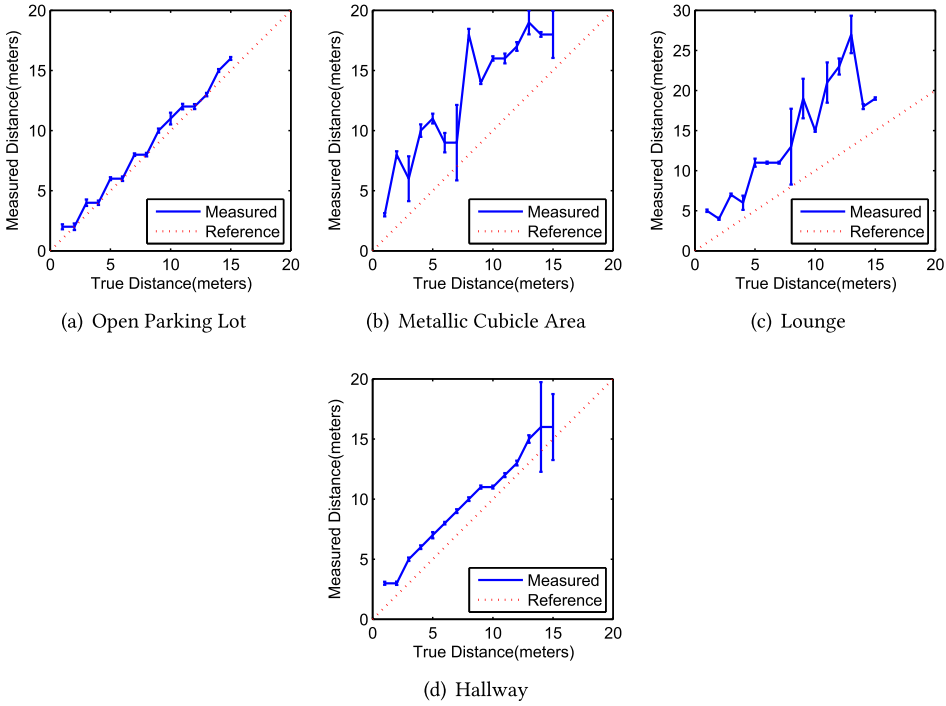 20
15
10
5
0
0 5 10 15 20
Measured Distance(meters)
True Distance(meters)
Measured
Reference
(a) Open Parking Lot
20
15
10
5
0
0 5 10 15 20
Measured Distance(meters)
True Distance(meters)
Measured
Reference
(b) Metallic Cubicle Area
30
25
20
15
10
5
0
0 5 10 15 20
Measured Distance(meters)
True Distance(meters)
Measured
Reference
(c) Lounge
20
15
10
5
0
0 5 10 15 20
Measured Distance(meters)
True Distance(meters)
Measured
Reference
(d) Hallway